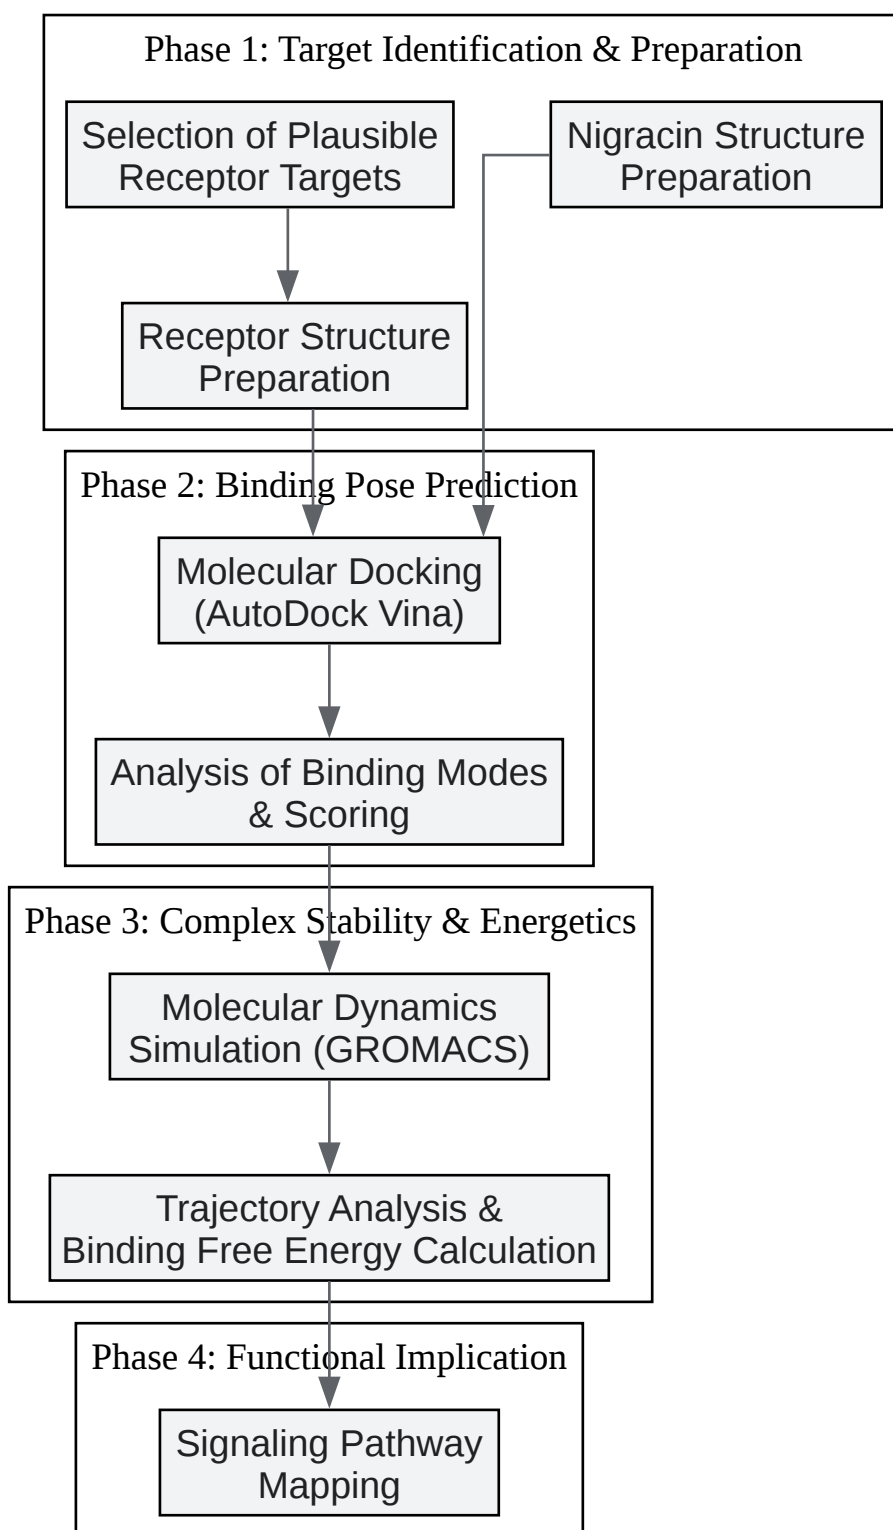 Phase 1: Target Identification & Preparation
Selection of Plausible
Receptor Targets
Nigracin Structure
Preparation
Receptor Structure
Preparation
Phase 2: Binding Pose Prediction
Molecular Docking
(AutoDock Vina)
Analysis of Binding Modes
& Scoring
Phase 3: Complex Stability & Energetics
Molecular Dynamics
Simulation (GROMACS)
Trajectory Analysis &
Binding Free Energy Calculation
Phase 4: Functional Implication
Signaling Pathway
Mapping